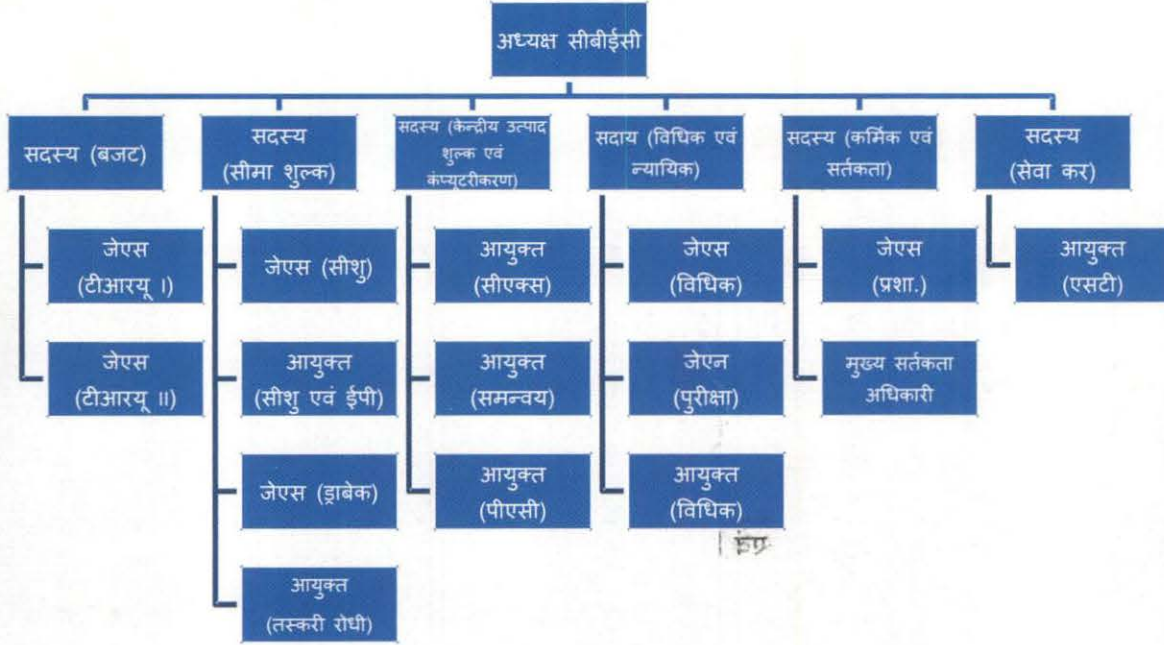 अध्यक्ष सीबीईसी
सदस्य (बजट)
जेएस
(टीआरयू I)
जेएस
(टीआरयू II)
सदस्य
(सीमा शुल्क)
जेएस (सीशु)
आयुक्त
(सीशु एवं ईपी)
जेएस (ड्राबेक)
आयुक्त
(तस्करी रोधी)
सदस्य (केन्द्रीय उत्पाद
शुल्क एवं
कंप्यूटरीकरण)
आयुक्त
(सीएक्स)
आयुक्त
(समन्वय)
आयुक्त
(पीएसी)
सदाय (विधिक एवं
न्यायिक)
जेएस
(विधिक)
जेएन
(पुरीक्षा)
आयुक्त
(विधिक)
सदस्य (कर्मिक एवं
सर्तकता)
जेएस
(प्रशा.)
मुख्य सर्तकता
अधिकारी
सदस्य
(सेवा कर)
आयुक्त
(एसटी)